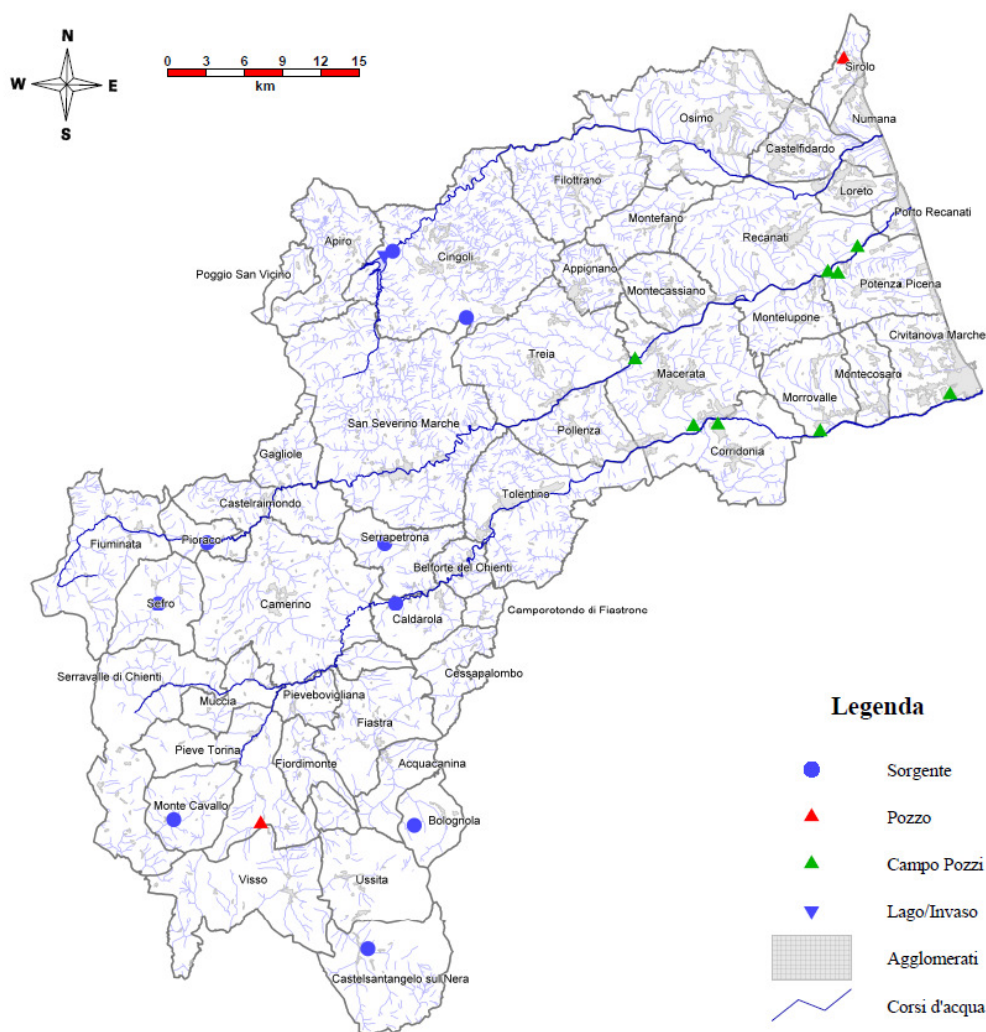 N
W E
S
0 3 6 9 12 15
km
Sirolo
Numana
Osimo
Castelfidardo
Loreto
Porto Recanati
Filottrano
Montefano
Recanati
Apiro
Cingoli
Poggio San Vicino
Appignano
Montecassiano
Potenza Picena
Montelupone
Civitanova Marche
Treia
Macerata
Montecosaro
Morrovalle
San Severino Marche
Pollenza
Corridonia
Gagliole
Tolentino
Castelraimondo
Fiuminata
Pioraco
Serrapetrona
Belforte del Chienti
Sefro
Camerino
Caldarola
Camporotondo di Fiastrone
Serravalle di Chienti
Cessapalombo
Muccia
Pievebovigliana
Fiastra
Pieve Torina
Fiordimonte
Acquacanina
Monte Cavallo
Bolognola
Visso
Ussita
Castelsantangelo sul Nera
Legenda
Sorgente
Pozzo
Campo Pozzi
Lago/Invaso
Agglomerati
Corsi d'acqua